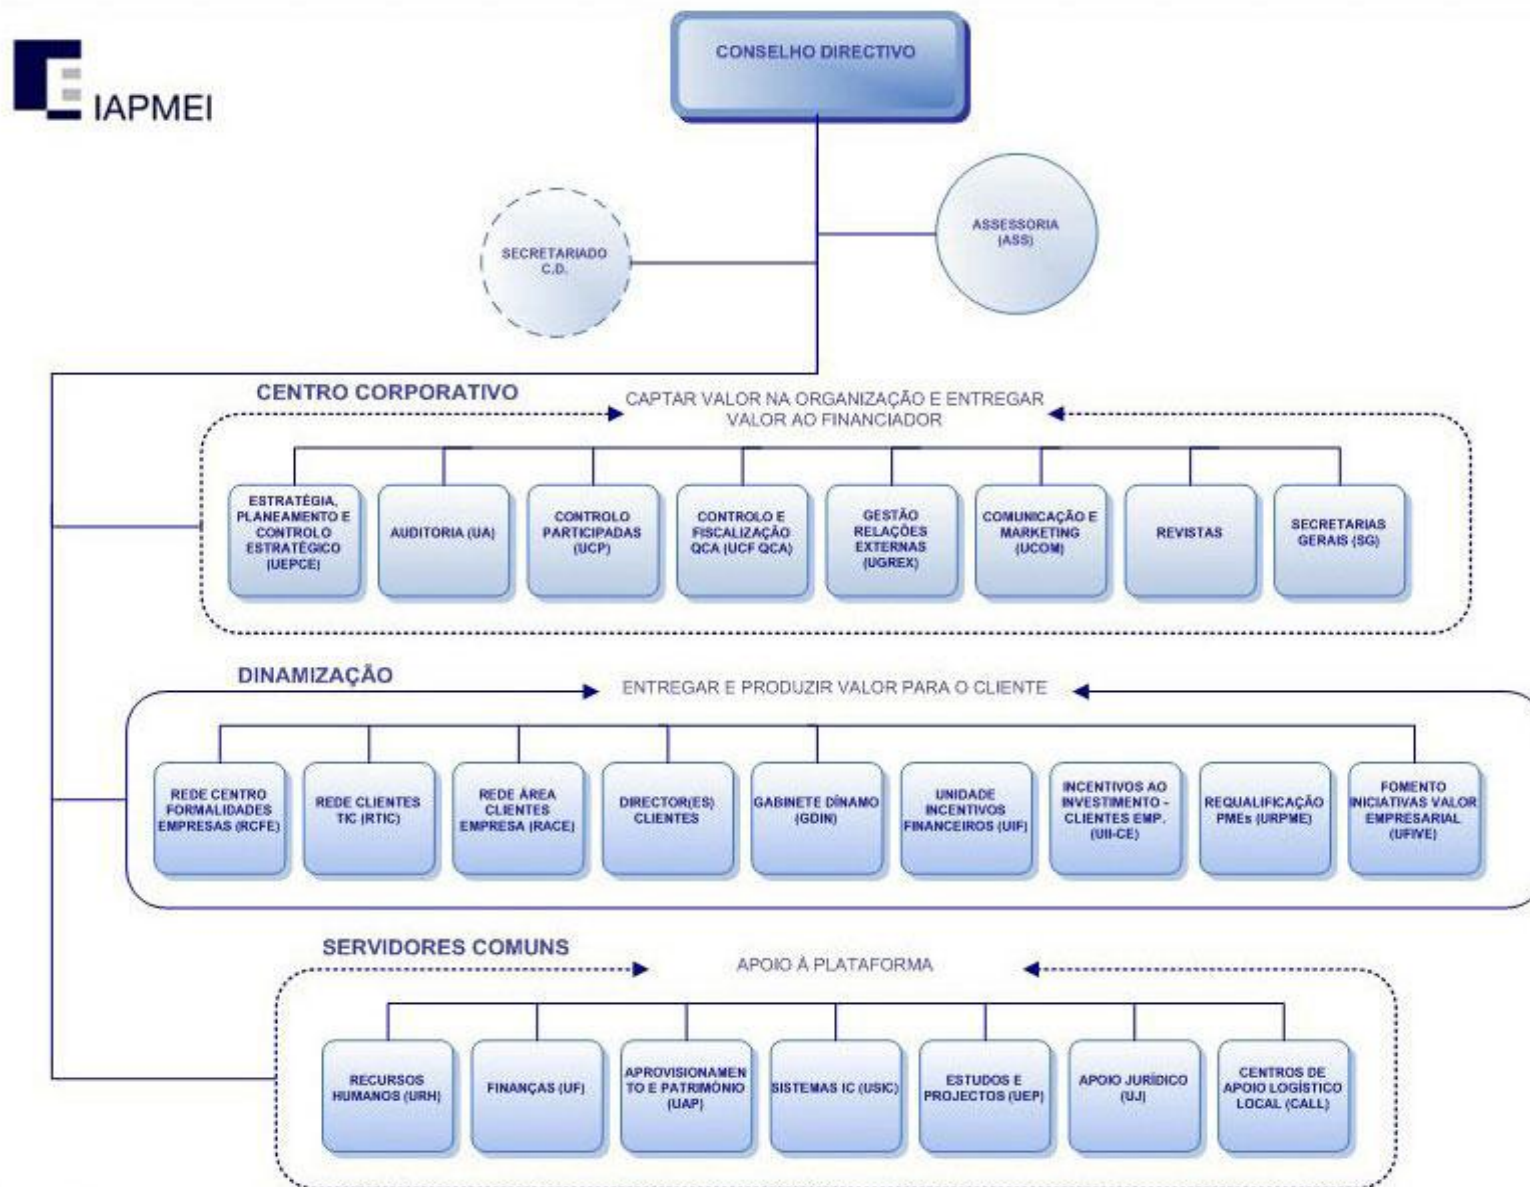 IAPMEI
CONSELHO DIRECTIVO
SECRETARIADO
C.D.
ASSESSORIA
(ASS)
CENTRO CORPORATIVO
CAPTAR VALOR NA ORGANIZAÇÃO E ENTREGAR
VALOR AO FINANCIADOR
ESTRATÉGIA,
PLANEAMENTO E
CONTROLO
ESTRATÉGICO
(UEPCE)
AUDITORIA (UA)
CONTROLO
PARTICIPADAS
(UCP)
CONTROLO E
FISCALIZAÇÃO
QCA (UCF QCA)
GESTÃO
RELAÇÕES
EXTERNAS
(UGREX)
COMUNICAÇÃO E
MARKETING
(UCOM)
REVISTAS
SECRETARIAS
GERAIS (SG)
DINAMIZAÇÃO
ENTREGAR E PRODUZIR VALOR PARA O CLIENTE
REDE CENTRO
FORMALIDADES
EMPRESAS (RCFE)
REDE CLIENTES
TIC (RTIC)
REDE ÁREA
CLIENTES
EMPRESA (RACE)
DIRECTOR(ES)
CLIENTES
GABINETE DÍNAMO
(GDIN)
UNIDADE
INCENTIVOS
FINANCEIROS (UIF)
INCENTIVOS AO
INVESTIMENTO -
CLIENTES EMP.
(UII-CE)
REQUALIFICAÇÃO
PMEs (URPME)
FOMENTO
INICIATIVAS VALOR
EMPRESARIAL
(UFIVE)
SERVIDORES COMUNS
APOIO À PLATAFORMA
RECURSOS
HUMANOS (URH)
FINANÇAS (UF)
APROVISIONAMEN
TO E PATRIMÓNIO
(UAP)
SISTEMAS IC (USIC)
ESTUDOS E
PROJECTOS (UEP)
APOIO JURÍDICO
(UJ)
CENTROS DE
APOIO LOGÍSTICO
LOCAL (CALL)